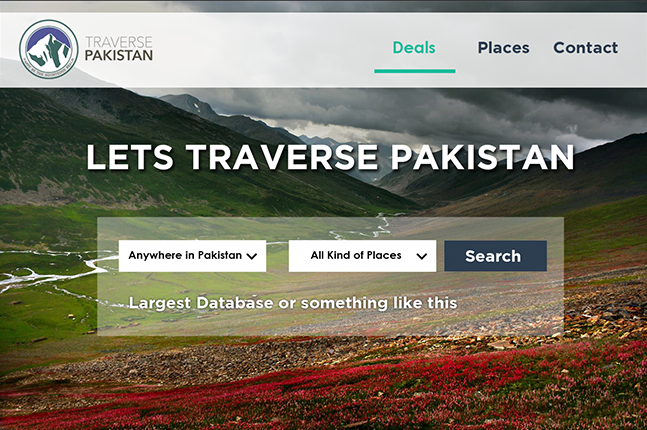 TRAVERSE
PAKISTAN
Deals Places Contact
LETS TRAVERSE PAKISTAN
Anywhere in Pakistan All Kind of Places Search
Largest Database or something like this